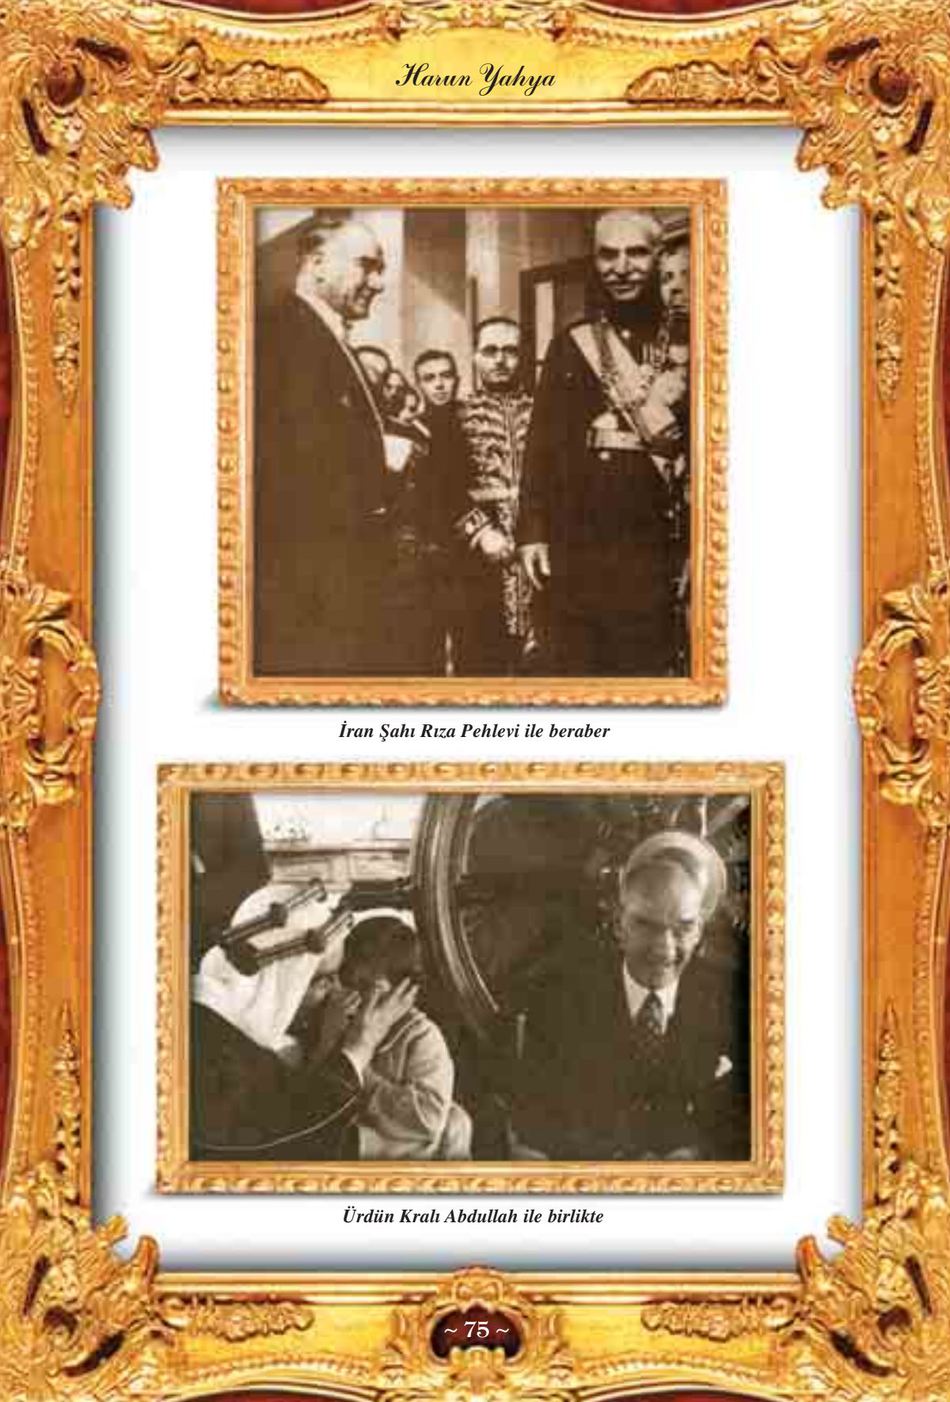 Harun Yahya
İran Şahı Rıza Pehlevi ile beraber
Ürdün Kralı Abdullah ile birlikte
~ 75 ~